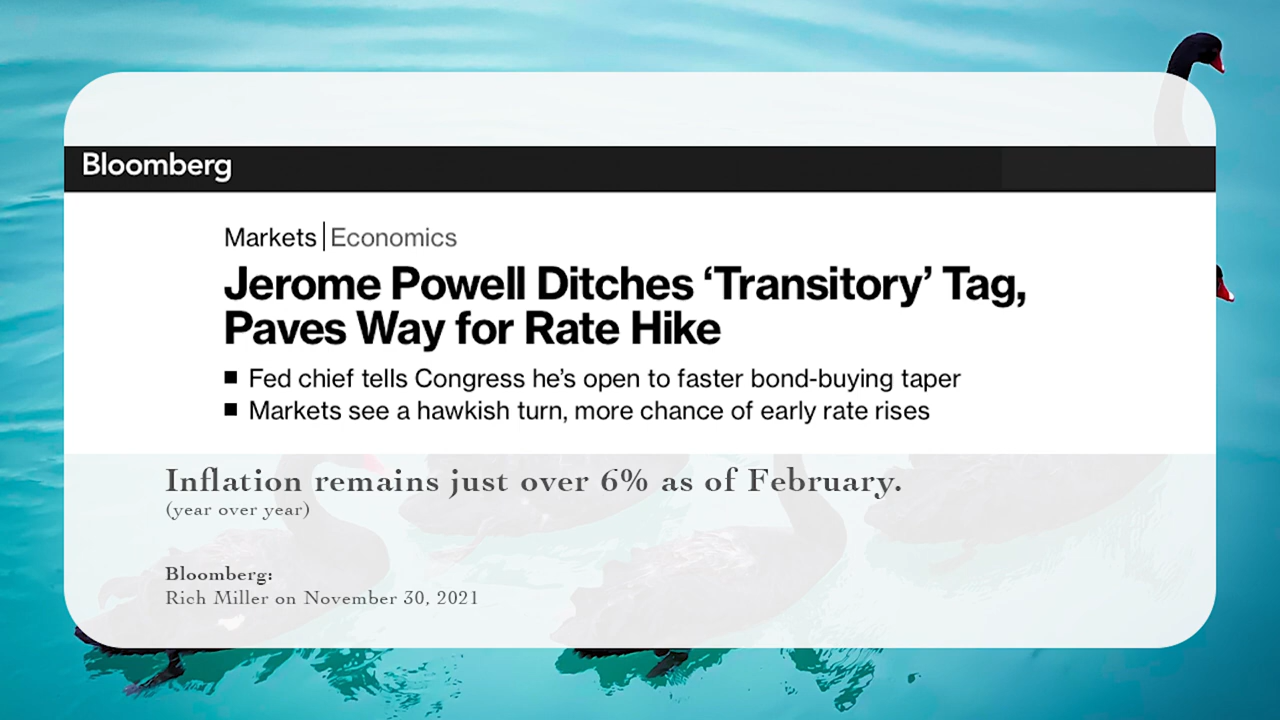 Bloomberg
Markets | Economics
Jerome Powell Ditches ‘Transitory’ Tag,
Paves Way for Rate Hike
■ Fed chief tells Congress he’s open to faster bond-buying taper
■ Markets see a hawkish turn, more chance of early rate rises
Inflation remains just over 6% as of February.
(year over year)
Bloomberg:
Rich Miller on November 30, 2021